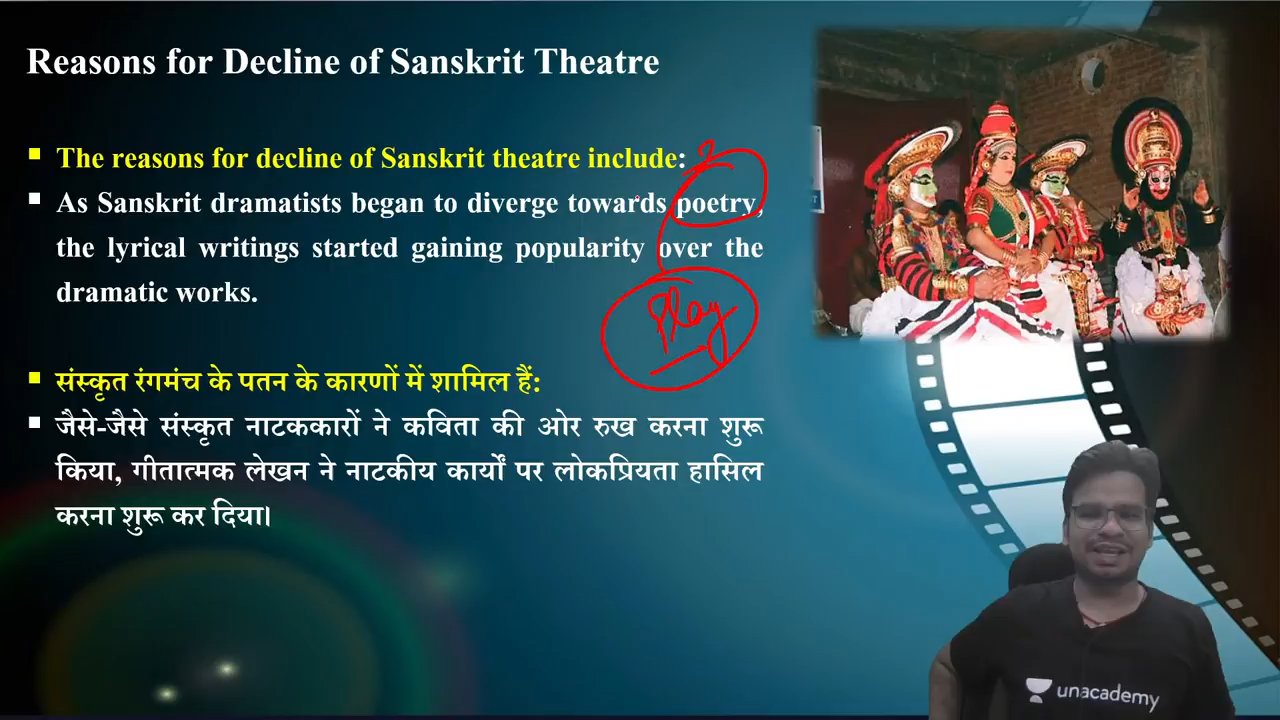 Reasons for Decline of Sanskrit Theatre
The reasons for decline of Sanskrit theatre include:
As Sanskrit dramatists began to diverge towards poetry,
the lyrical writings started gaining popularity over the
dramatic works.
Play
संस्कृत रंगमंच के पतन के कारणों में शामिल हैं:
जैसे-जैसे संस्कृत नाटककारों ने कविता की ओर रुख करना शुरू
किया, गीतात्मक लेखन ने नाटकीय कार्यों पर लोकप्रियता हासिल
करना शुरू कर दिया।
unacademy